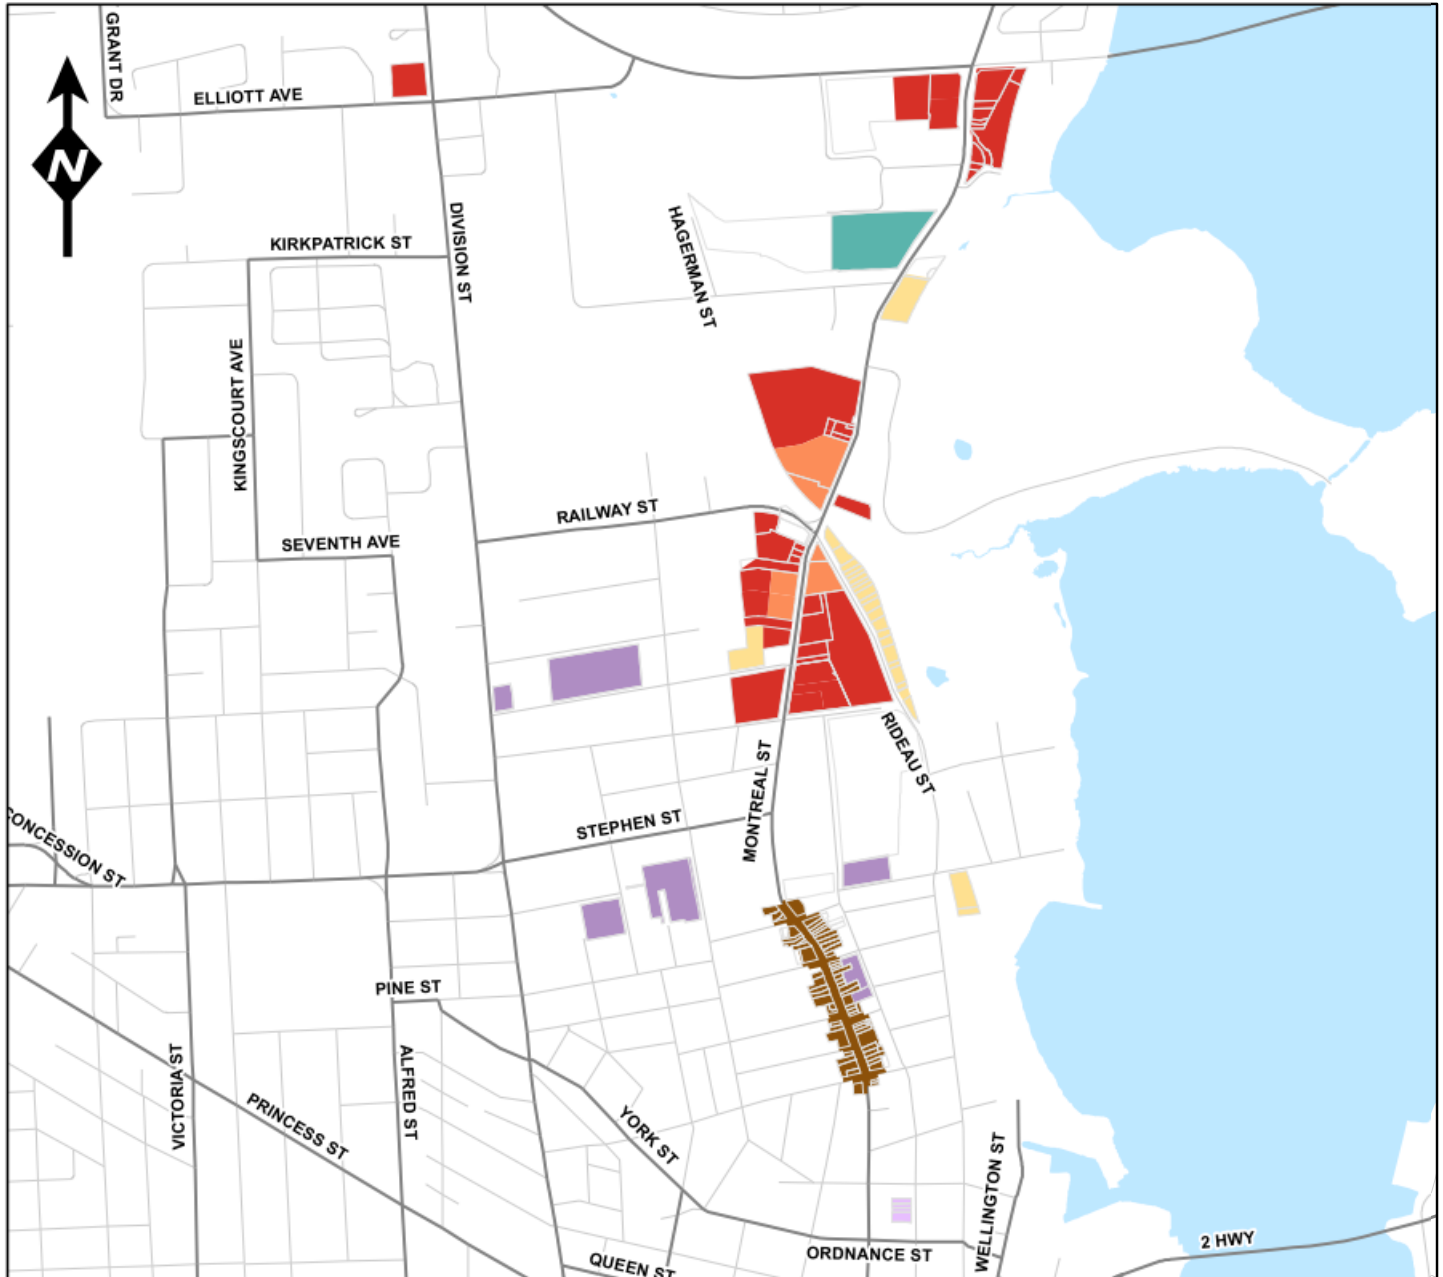 GRANT DR
ELLIOTT AVE
N
DIVISION ST
HAGERMAN ST
KIRKPATRICK ST
KINGSCOURT AVE
RAILWAY ST
SEVENTH AVE
RIDEAU ST
MONTREAL ST
STEPHEN ST
CONCESSION ST
PINE ST
VICTORIA ST
ALFRED ST
PRINCESS ST
YORK ST
WELLINGTON ST
ORDNANCE ST
2 HWY
QUEEN ST